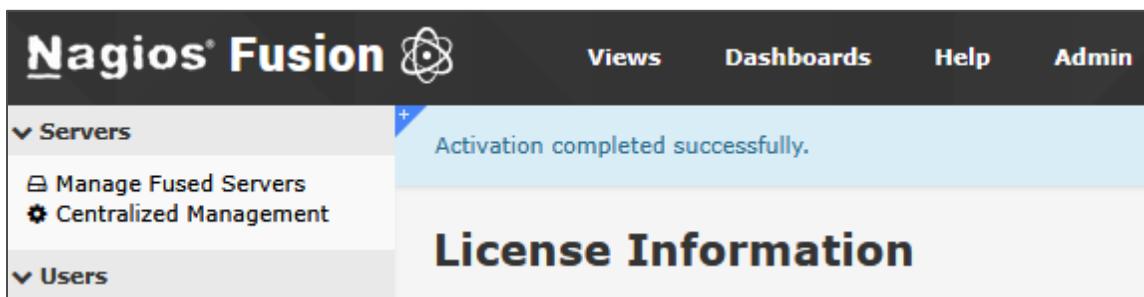 Nagios® Fusion Views Dashboards Help Admin
Servers
Manage Fused Servers
Centralized Management
Users
+
Activation completed successfully.
License Information